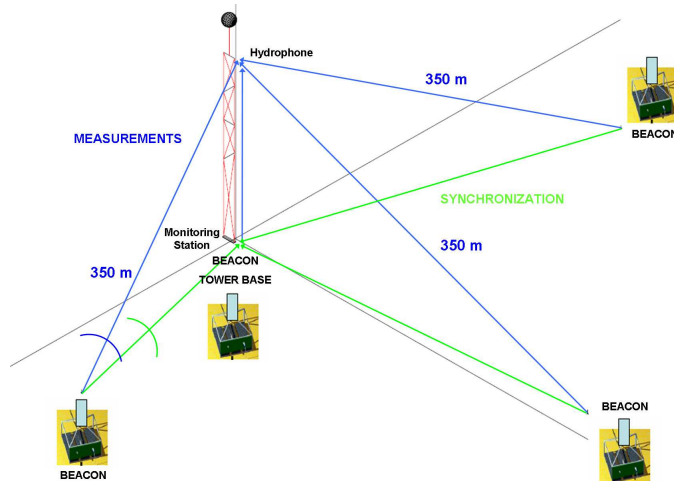 Hydrophone
350 m
BEACON
MEASUREMENTS
SYNCHRONIZATION
Monitoring
Station
BEACON
TOWER BASE
350 m
350 m
BEACON
BEACON